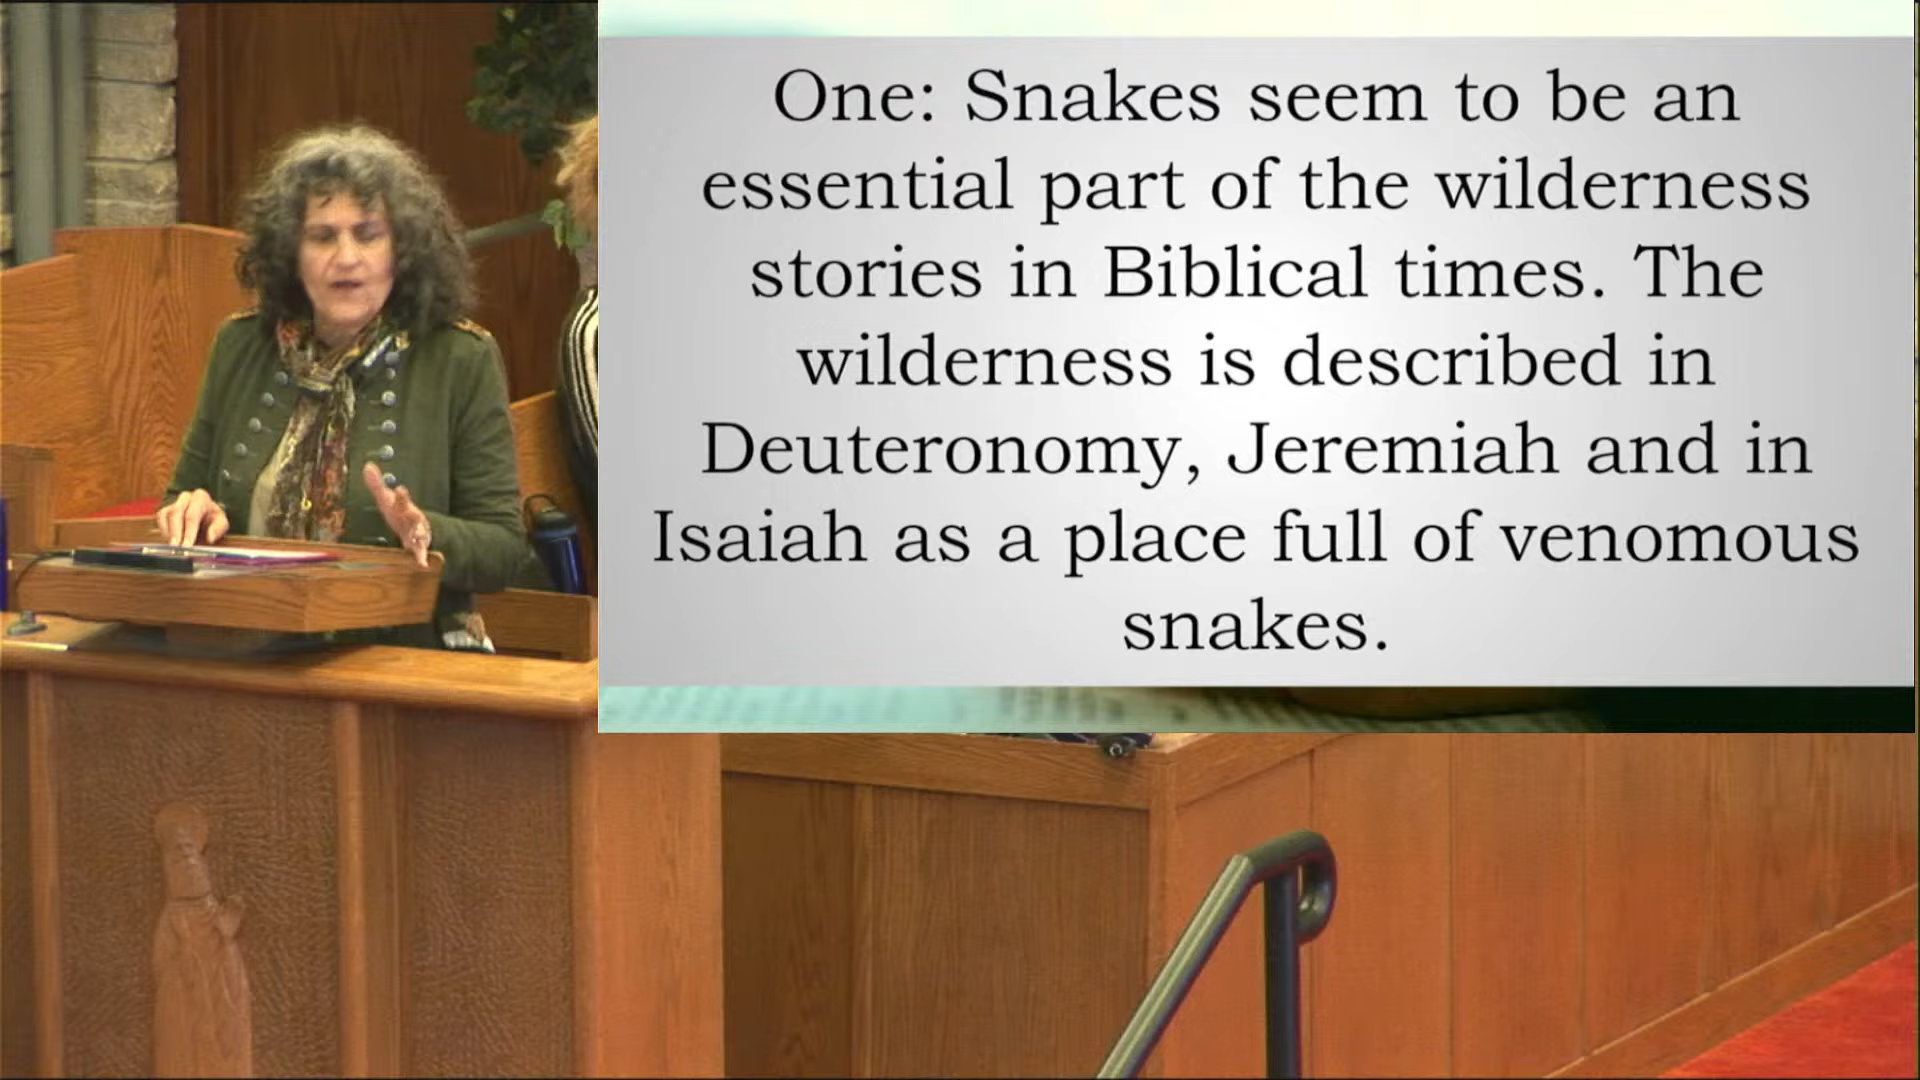 One: Snakes seem to be an
essential part of the wilderness
stories in Biblical times. The
wilderness is described in
Deuteronomy, Jeremiah and in
Isaiah as a place full of venomous
snakes.